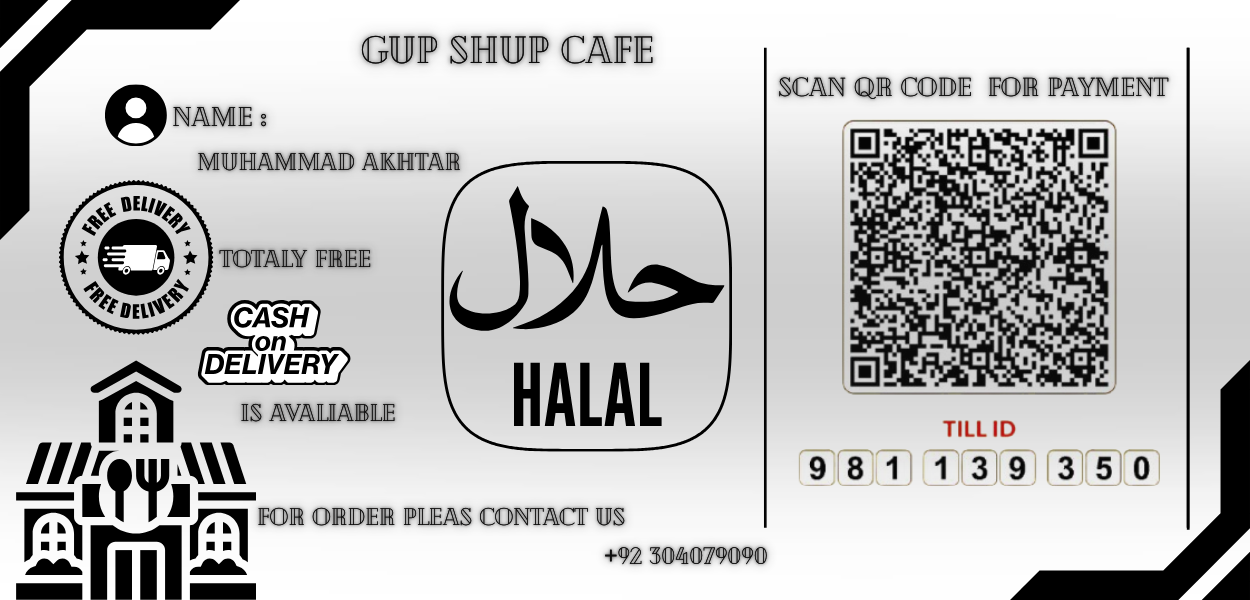 GUP SHUP CAFE
NAME :
MUHAMMAD AKHTAR
FREE DELIVERY
FREE DELIVERY
TOTALY FREE
CASH
on
DELIVERY
IS AVALIABLE
حلال
HALAL
FOR ORDER PLEAS CONTACT US
+92 304079090
SCAN QR CODE FOR PAYMENT
TILL ID
981 139 350